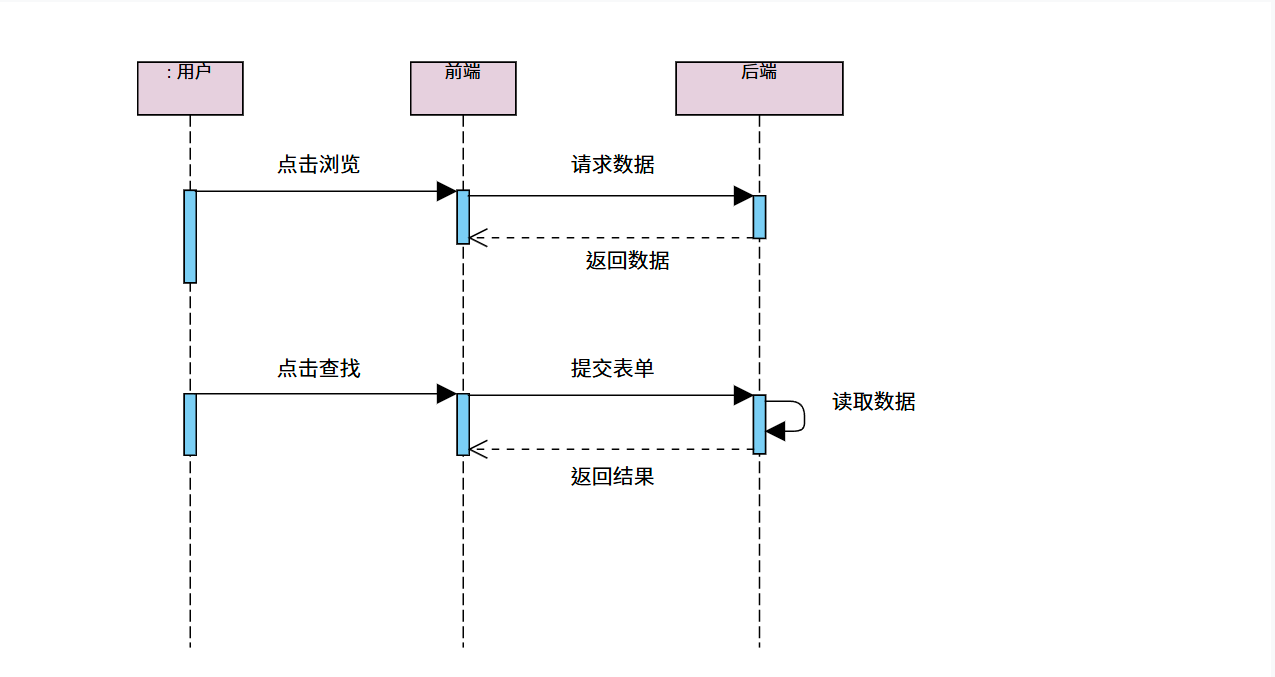 : 用户
前端
后端
点击浏览
请求数据
返回数据
点击查找
提交表单
读取数据
返回结果